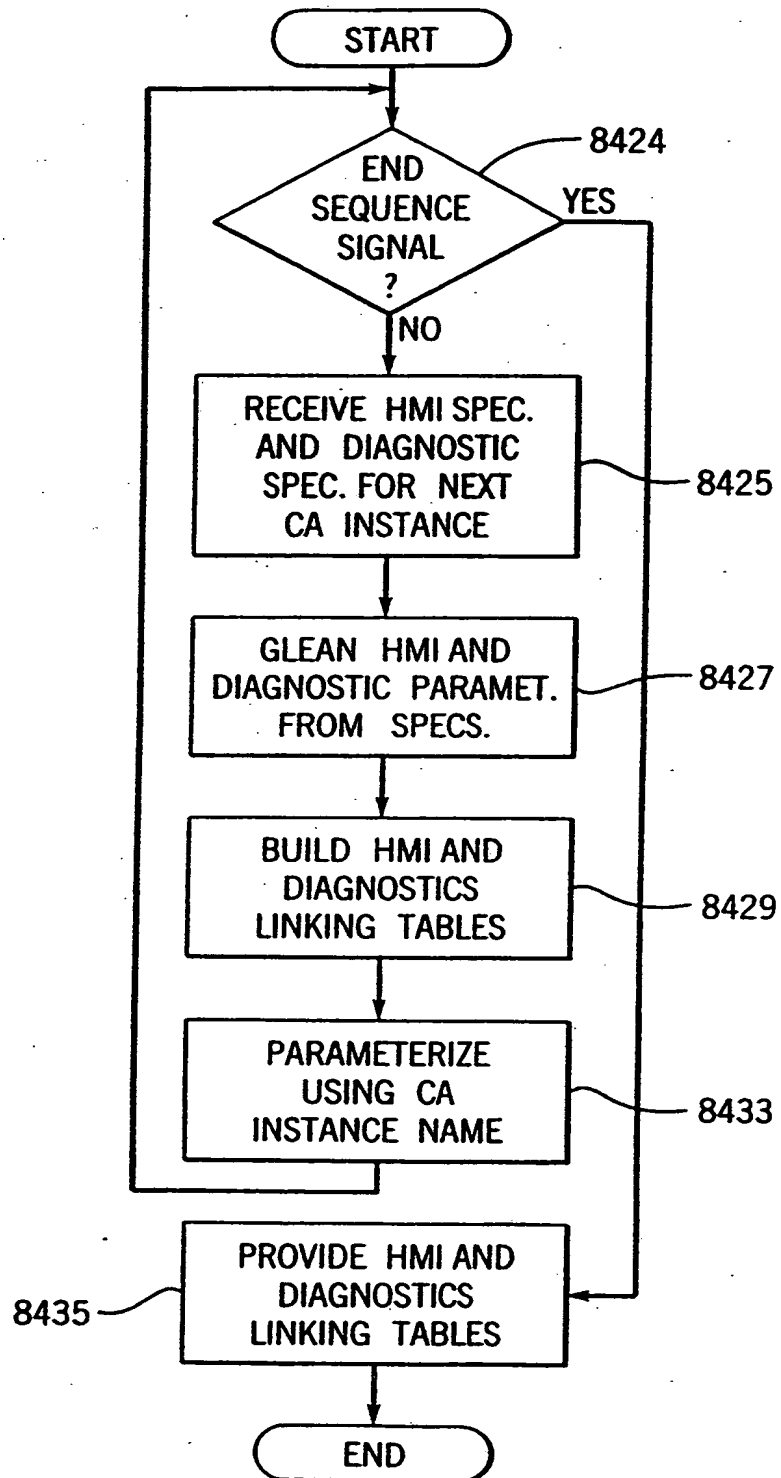 START
8424
END
SEQUENCE
SIGNAL
?
YES
NO
RECEIVE HMI SPEC.
AND DIAGNOSTIC
SPEC. FOR NEXT
CA INSTANCE
8425
GLEAN HMI AND
DIAGNOSTIC PARAMET.
FROM SPECS.
8427
BUILD HMI AND
DIAGNOSTICS
LINKING TABLES
8429
PARAMETERIZE
USING CA
INSTANCE NAME
8433
PROVIDE HMI AND
DIAGNOSTICS
LINKING TABLES
8435
END